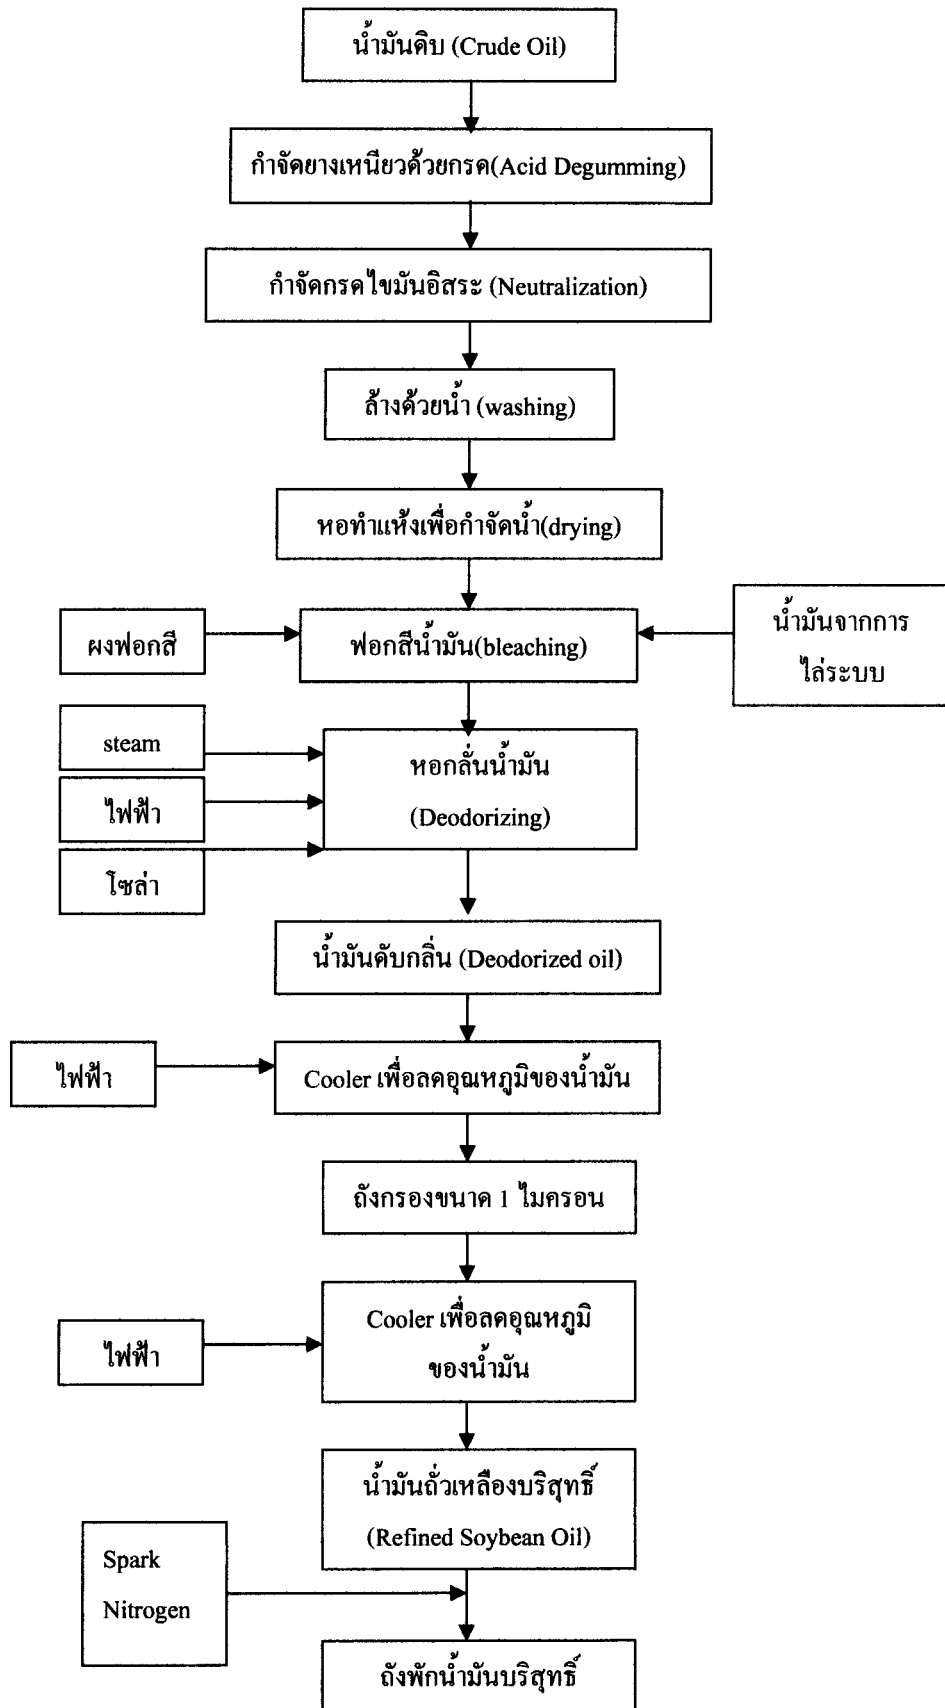 น้ำมันดิบ (Crude Oil)
กำจัดยางเหนียวด้วยกรด(Acid Degumming)
กำจัดกรดไขมันอิสระ (Neutralization)
ล้างด้วยน้ำ (washing)
หอทำแห้งเพื่อกำจัดน้ำ(drying)
ผงฟอกสี
ฟอกสีน้ำมัน(bleaching)
น้ำมันจากการ
ไล่ระบบ
steam
ไฟฟ้า
โซล่า
หอกลั่นน้ำมัน
(Deodorizing)
น้ำมันดับกลิ่น (Deodorized oil)
ไฟฟ้า
Cooler เพื่อลดอุณหภูมิของน้ำมัน
ถังกรองขนาด 1 ไมครอน
ไฟฟ้า
Cooler เพื่อลดอุณหภูมิ
ของน้ำมัน
น้ำมันถั่วเหลืองบริสุทธิ์
(Refined Soybean Oil)
Spark
Nitrogen
ถังพักน้ำมันบริสุทธิ์